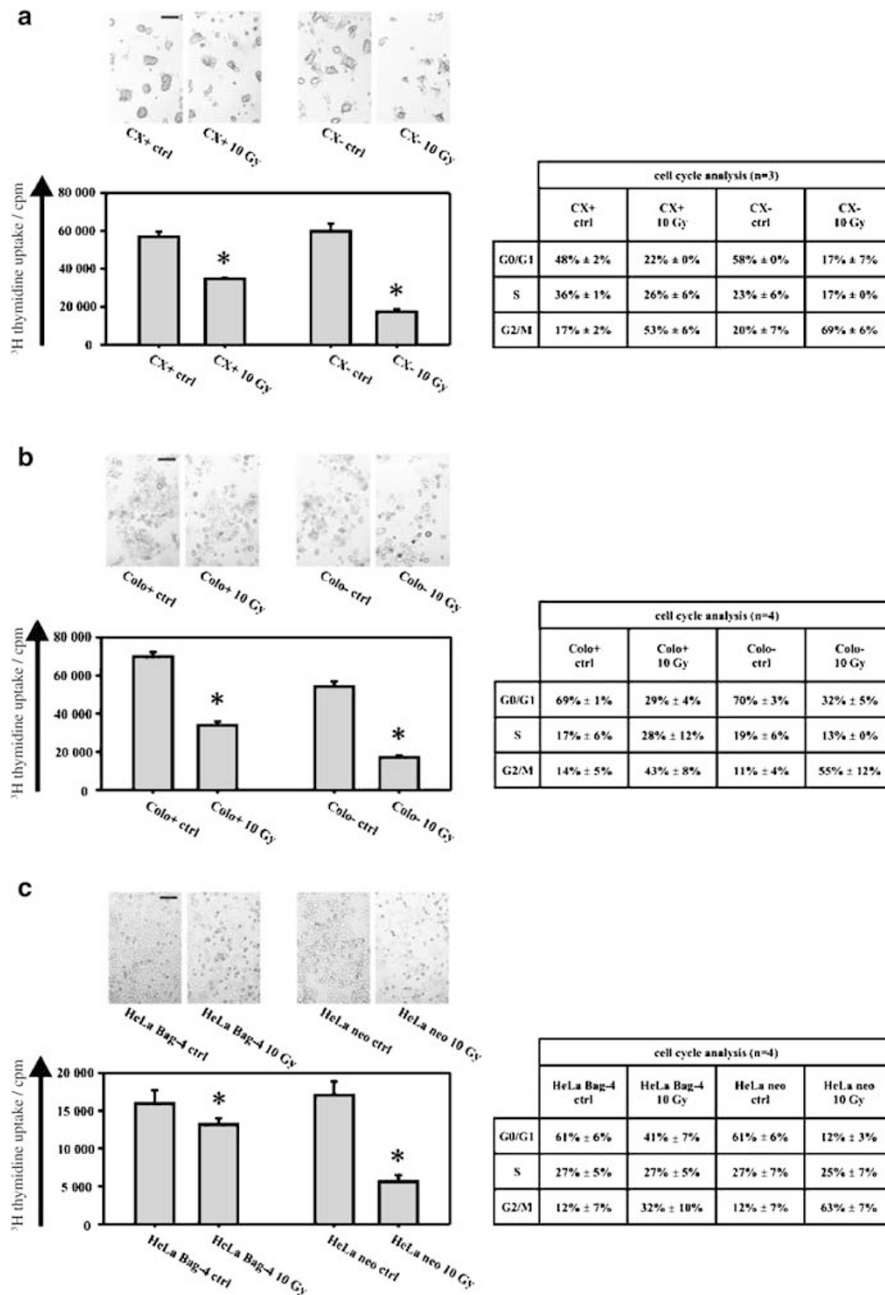 a
CX+ ctrl
CX+ 10 Gy
CX- ctrl
CX- 10 Gy
³H thymidine uptake / cpm
80 000
60 000
40 000
20 000
0
*
*
CX+ ctrl
CX+ 10 Gy
CX- ctrl
CX- 10 Gy
cell cycle analysis (n=3)
CX+ ctrl CX+ 10 Gy CX- ctrl CX- 10 Gy
G0/G1 48% ± 2% 22% ± 0% 58% ± 0% 17% ± 7%
S 36% ± 1% 26% ± 6% 23% ± 6% 17% ± 0%
G2/M 17% ± 2% 53% ± 6% 20% ± 7% 69% ± 6%
b
Colo+ ctrl
Colo+ 10 Gy
Colo- ctrl
Colo- 10 Gy
³H thymidine uptake / cpm
80 000
60 000
40 000
20 000
0
*
*
Colo+ ctrl
Colo+ 10 Gy
Colo- ctrl
Colo- 10 Gy
cell cycle analysis (n=4)
Colo+ ctrl Colo+ 10 Gy Colo- ctrl Colo- 10 Gy
G0/G1 69% ± 1% 29% ± 4% 70% ± 3% 32% ± 5%
S 17% ± 6% 28% ± 12% 19% ± 6% 13% ± 0%
G2/M 14% ± 5% 43% ± 8% 11% ± 4% 55% ± 12%
c
HeLa Bag-4 ctrl
HeLa Bag-4 10 Gy
HeLa neo ctrl
HeLa neo 10 Gy
³H thymidine uptake / cpm
20 000
15 000
10 000
5 000
0
*
*
HeLa Bag-4 ctrl
HeLa Bag-4 10 Gy
HeLa neo ctrl
HeLa neo 10 Gy
cell cycle analysis (n=4)
HeLa Bag-4 ctrl HeLa Bag-4 10 Gy HeLa neo ctrl HeLa neo 10 Gy
G0/G1 61% ± 6% 41% ± 7% 61% ± 6% 12% ± 3%
S 27% ± 5% 27% ± 5% 27% ± 7% 25% ± 7%
G2/M 12% ± 7% 32% ± 10% 12% ± 7% 63% ± 7%